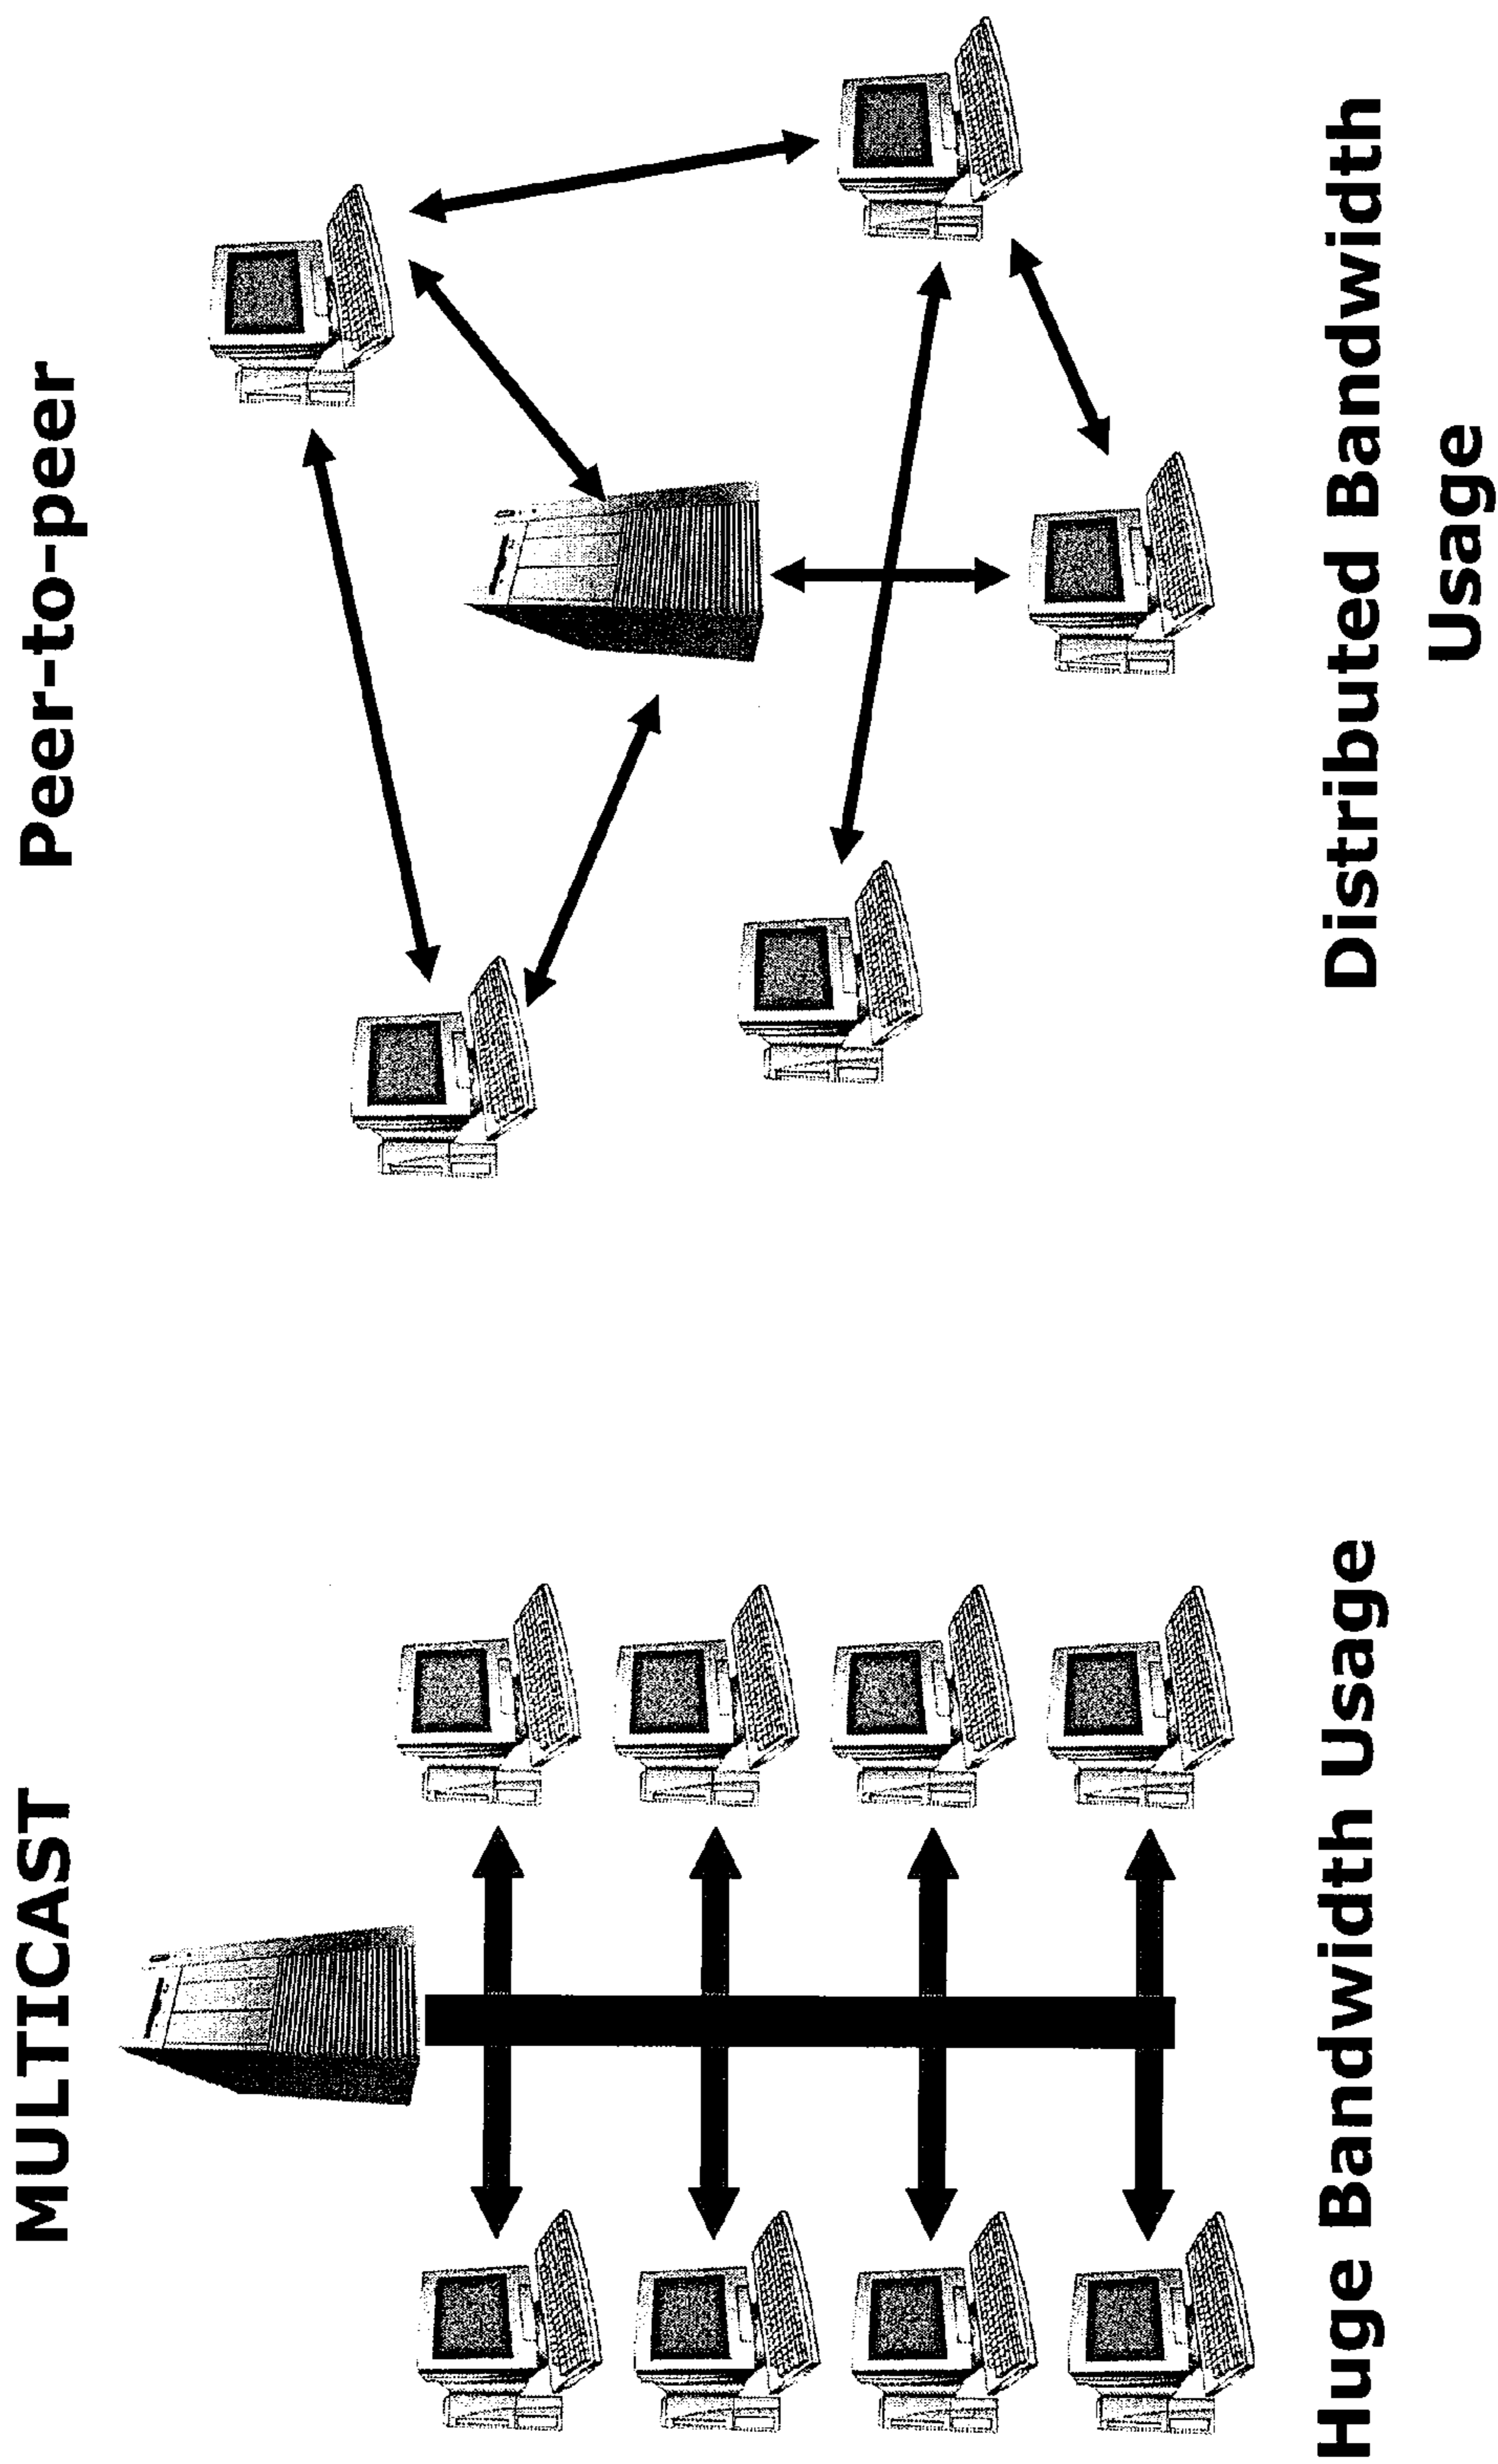 MULTICAST
Huge Bandwidth Usage
Peer-to-peer
Distributed Bandwidth
Usage